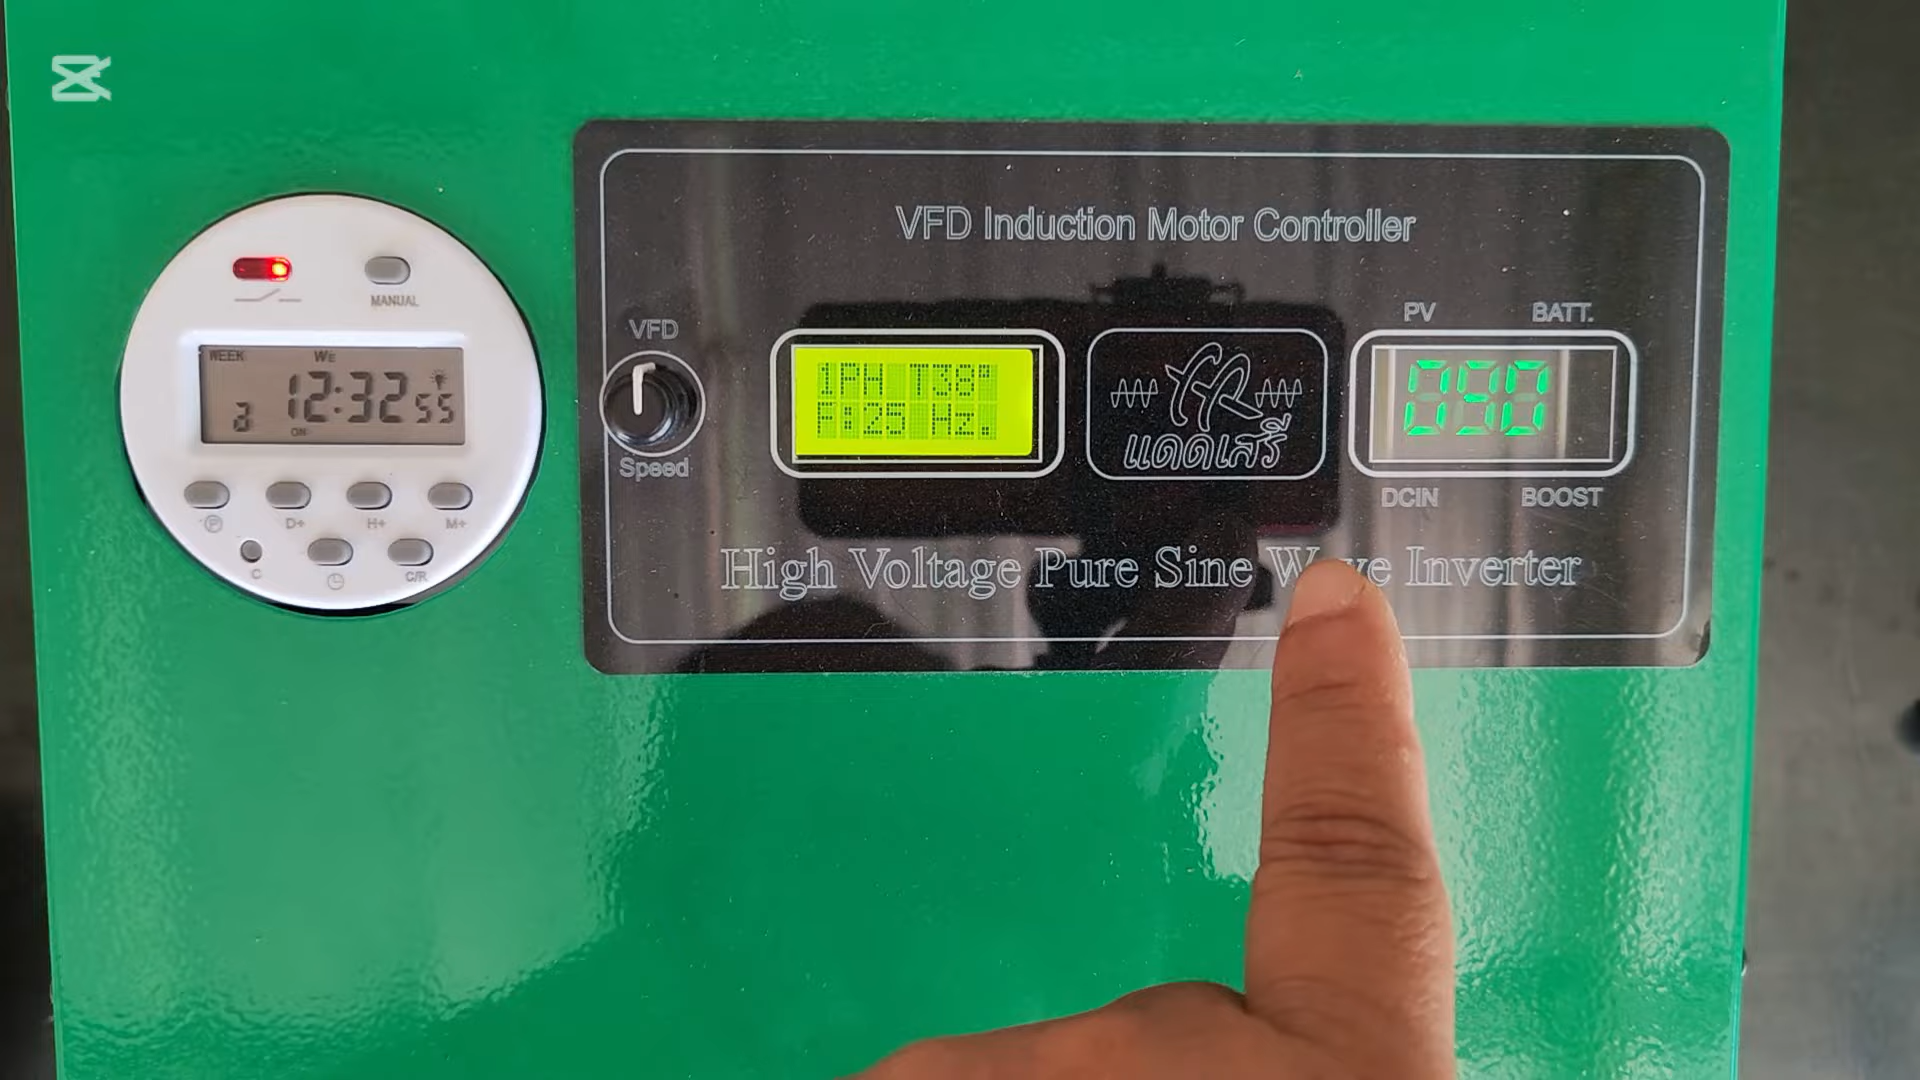 MANUAL
WEEK WE
12:32 55
ON
P D+ H+ M+
C C/R
VFD Induction Motor Controller
VFD
Speed
1PH T38°
F:25 Hz.
แดดเสรี
PV BATT.
090
DCIN BOOST
High Voltage Pure Sine Wave Inverter